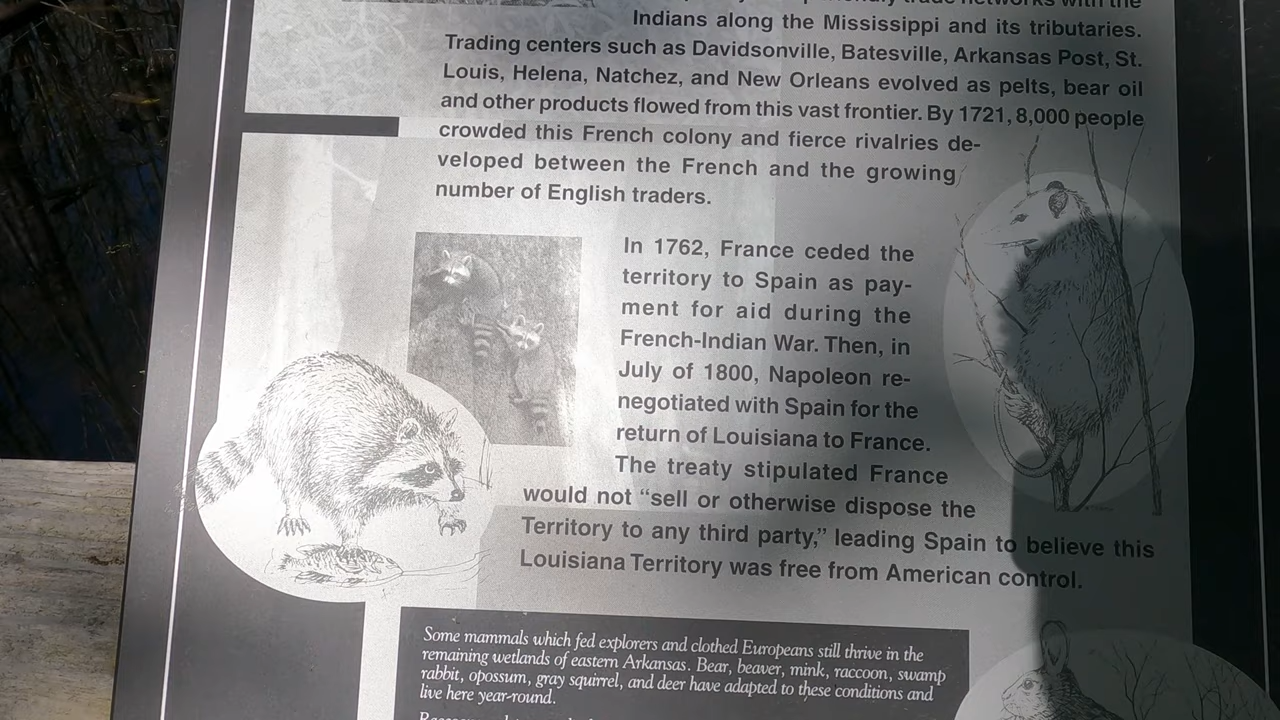 trade networks with the
Indians along the Mississippi and its tributaries.
Trading centers such as Davidsonville, Batesville, Arkansas Post, St.
Louis, Helena, Natchez, and New Orleans evolved as pelts, bear oil
and other products flowed from this vast frontier. By 1721, 8,000 people
crowded this French colony and fierce rivalries de-
veloped between the French and the growing
number of English traders.
In 1762, France ceded the
territory to Spain as pay-
ment for aid during the
French-Indian War. Then, in
July of 1800, Napoleon re-
negotiated with Spain for the
return of Louisiana to France.
The treaty stipulated France
would not “sell or otherwise dispose the
Territory to any third party,” leading Spain to believe this
Louisiana Territory was free from American control.
Some mammals which fed explorers and clothed Europeans still thrive in the
remaining wetlands of eastern Arkansas. Bear, beaver, mink, raccoon, swamp
rabbit, opossum, gray squirrel, and deer have adapted to these conditions and
live here year-round.